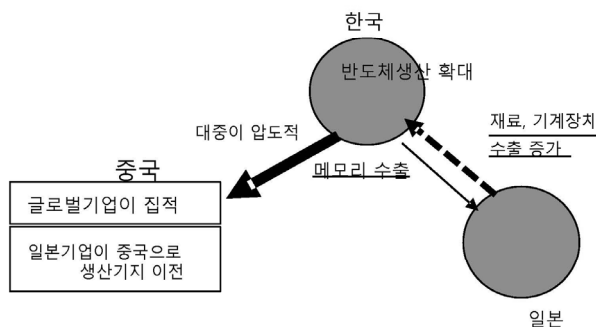 한국
반도체생산 확대
대중이 압도적
재료, 기계장치
수출 증가
메모리 수출
중국
글로벌기업이 집적
일본기업이 중국으로
생산기지 이전
일본